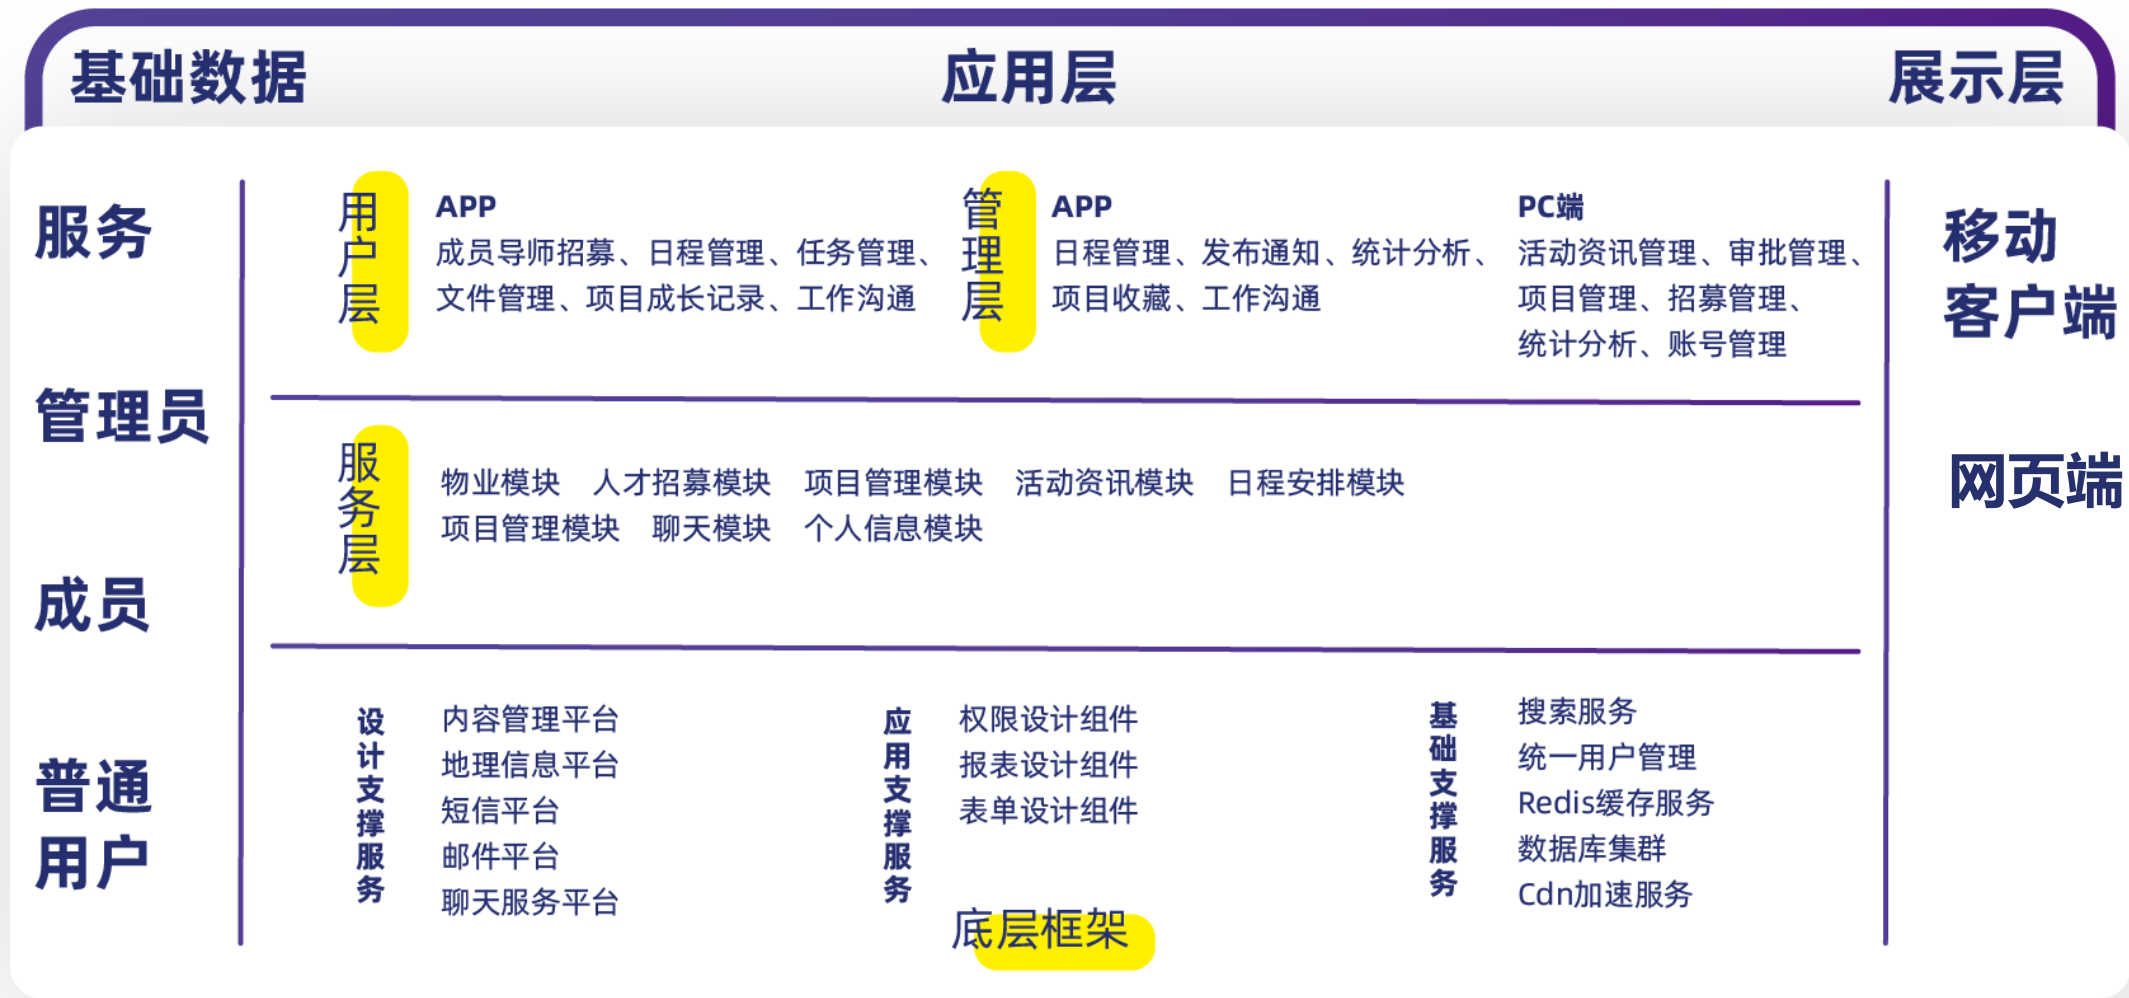 基础数据
应用层
展示层
服务
管理员
成员
普通
用户
用户层
APP
成员导师招募、日程管理、任务管理、
文件管理、项目成长记录、工作沟通
管理层
APP
日程管理、发布通知、统计分析、
项目收藏、工作沟通
PC端
活动资讯管理、审批管理、
项目管理、招募管理、
统计分析、账号管理
服务层
物业模块 人才招募模块 项目管理模块 活动资讯模块 日程安排模块
项目管理模块 聊天模块 个人信息模块
设计支撑服务
内容管理平台
地理信息平台
短信平台
邮件平台
聊天服务平台
应用支撑服务
权限设计组件
报表设计组件
表单设计组件
基础支撑服务
搜索服务
统一用户管理
Redis缓存服务
数据库集群
Cdn加速服务
底层框架
移动
客户端
网页端